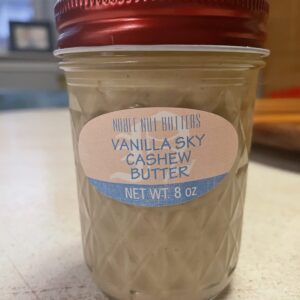 NOBLE NUT BUTTERS
VANILLA SKY
CASHEW
BUTTER
NET WT. 8 oz